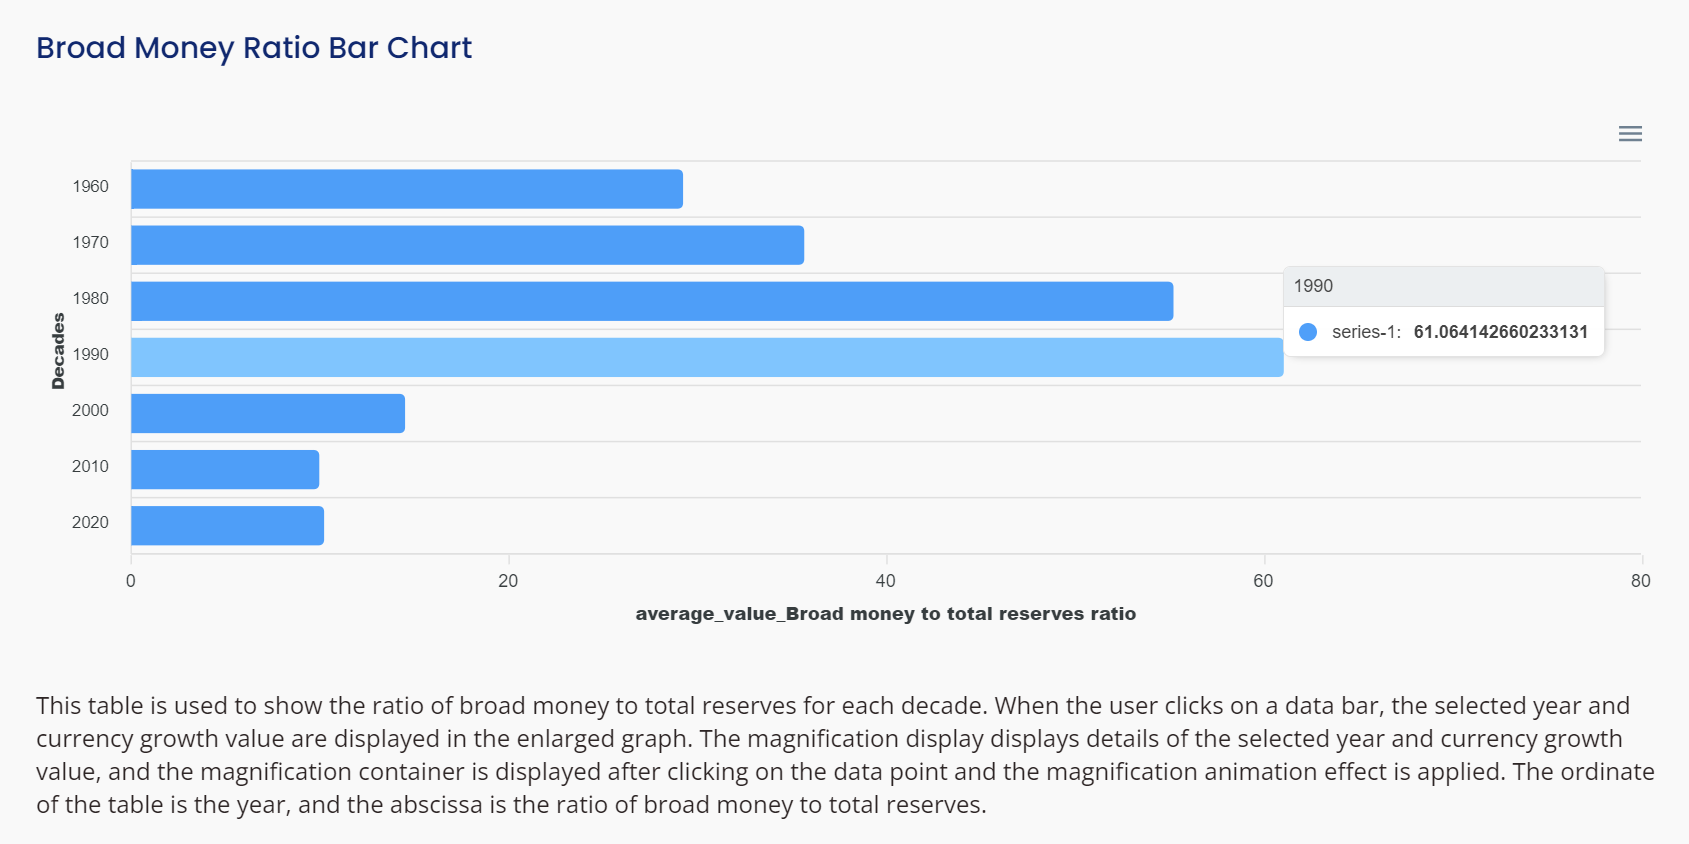 Broad Money Ratio Bar Chart
1960
1970
1980
1990
2000
2010
2020
Decades
1990
series-1: 61.064142660233131
0 20 40 60 80
average_value_Broad money to total reserves ratio
This table is used to show the ratio of broad money to total reserves for each decade. When the user clicks on a data bar, the selected year and
currency growth value are displayed in the enlarged graph. The magnification display displays details of the selected year and currency growth
value, and the magnification container is displayed after clicking on the data point and the magnification animation effect is applied. The ordinate
of the table is the year, and the abscissa is the ratio of broad money to total reserves.